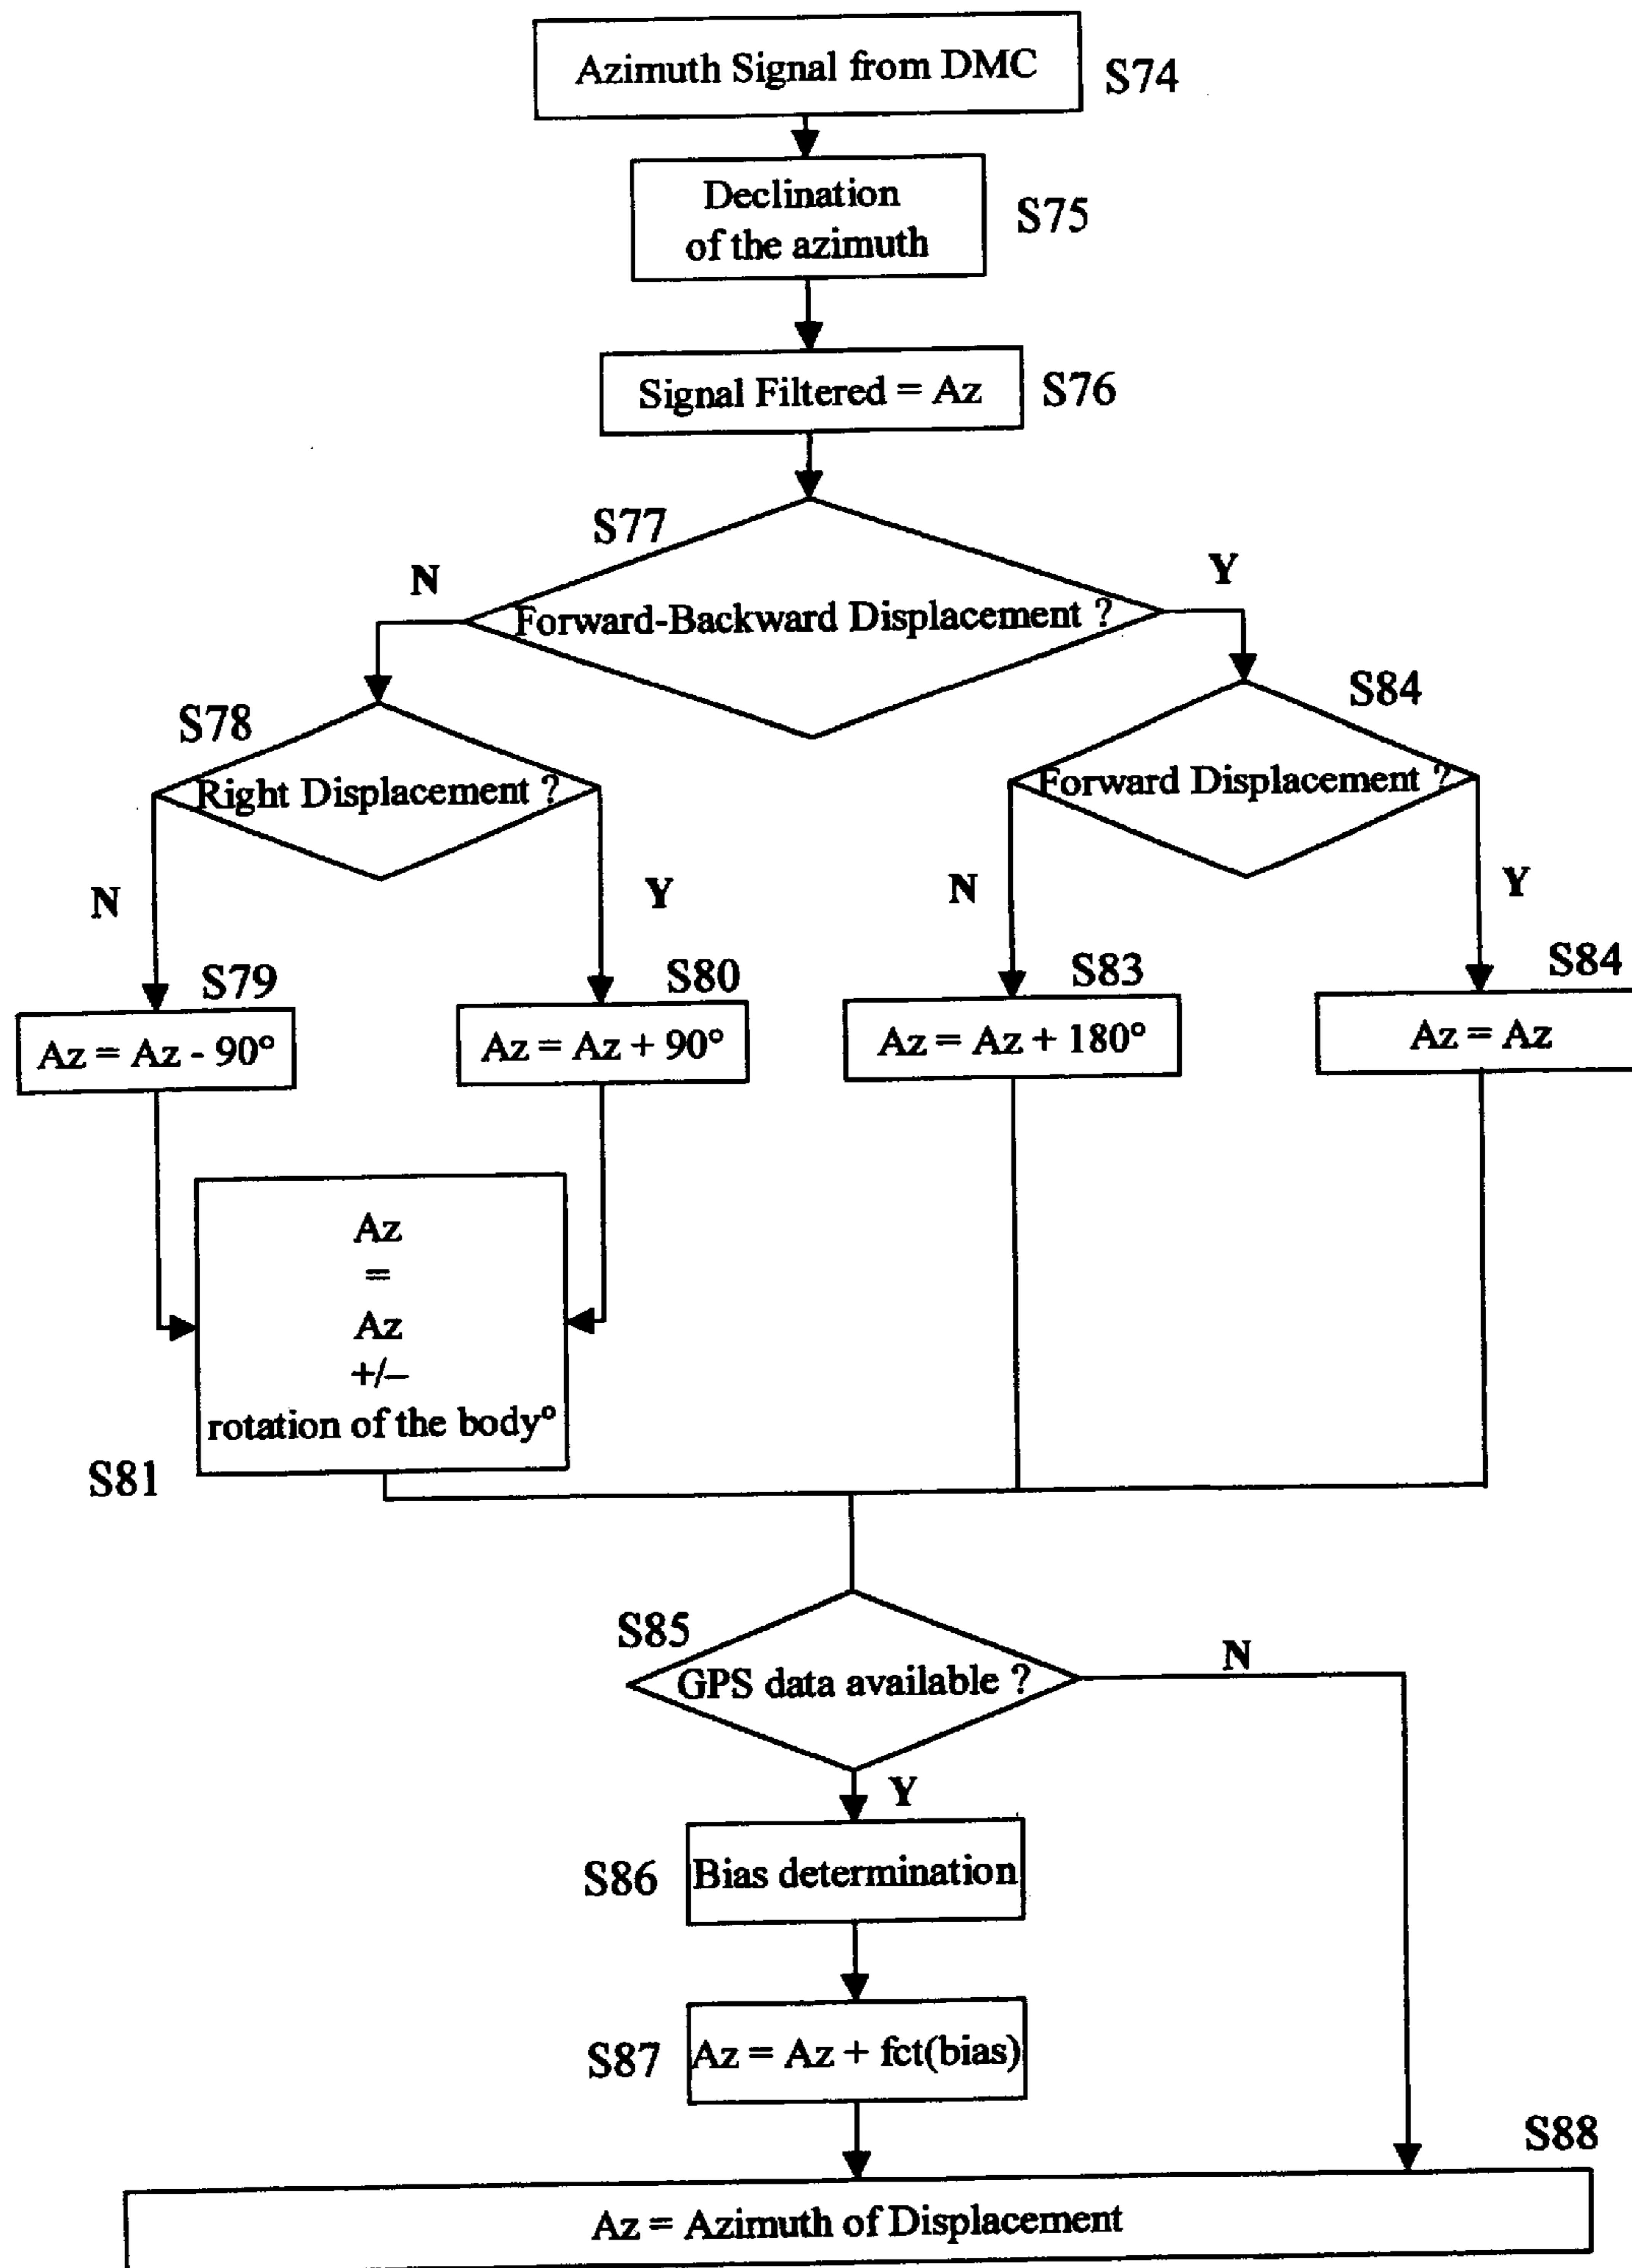 Azimuth Signal from DMC
S74
Declination
of the azimuth
S75
Signal Filtered = Az
S76
S77
N
Y
Forward-Backward Displacement ?
S78
S84
Right Displacement ?
Forward Displacement ?
N
Y
N
Y
S79
S80
S83
S84
Az = Az - 90°
Az = Az + 90°
Az = Az + 180°
Az = Az
Az
=
Az
+/–
rotation of the body°
S81
S85
GPS data available ?
N
Y
S86
Bias determination
S87
Az = Az + fct(bias)
S88
Az = Azimuth of Displacement